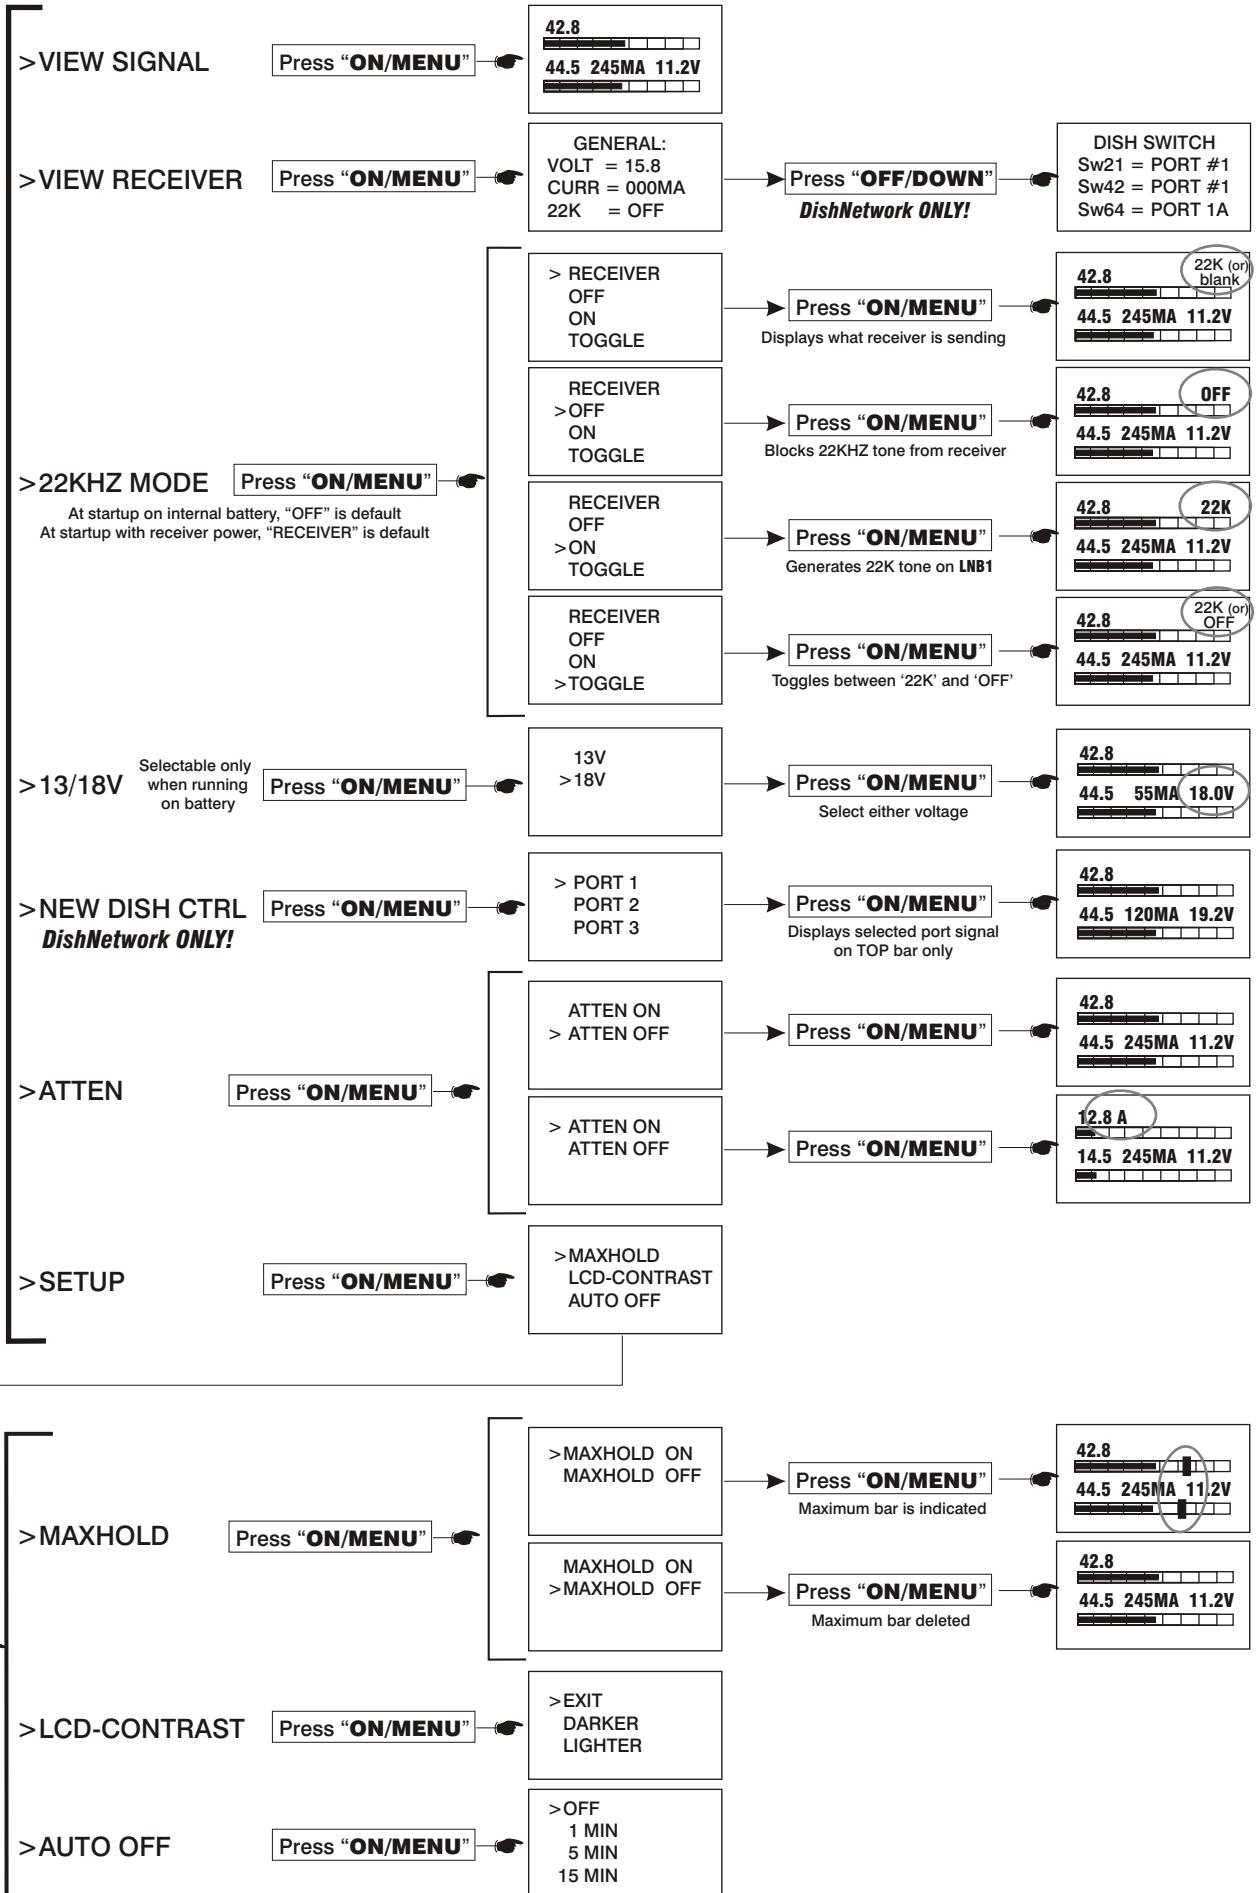 >VIEW SIGNAL
Press “ON/MENU”
42.8
44.5 245MA 11.2V
>VIEW RECEIVER
Press “ON/MENU”
GENERAL:
VOLT = 15.8
CURR = 000MA
22K = OFF
Press “OFF/DOWN”
DishNetwork ONLY!
DISH SWITCH
Sw21 = PORT #1
Sw42 = PORT #1
Sw64 = PORT 1A
>22KHZ MODE
Press “ON/MENU”
At startup on internal battery, “OFF” is default
At startup with receiver power, “RECEIVER” is default
> RECEIVER
OFF
ON
TOGGLE
Press “ON/MENU”
Displays what receiver is sending
42.8
22K (or)
blank
44.5 245MA 11.2V
RECEIVER
>OFF
ON
TOGGLE
Press “ON/MENU”
Blocks 22KHZ tone from receiver
42.8 OFF
44.5 245MA 11.2V
RECEIVER
OFF
>ON
TOGGLE
Press “ON/MENU”
Generates 22K tone on LNB1
42.8 22K
44.5 245MA 11.2V
RECEIVER
OFF
ON
>TOGGLE
Press “ON/MENU”
Toggles between ‘22K’ and ‘OFF’
42.8
22K (or)
OFF
44.5 245MA 11.2V
>13/18V
Selectable only
when running
on battery
Press “ON/MENU”
13V
>18V
Press “ON/MENU”
Select either voltage
42.8
44.5 55MA 18.0V
>NEW DISH CTRL
DishNetwork ONLY!
Press “ON/MENU”
> PORT 1
PORT 2
PORT 3
Press “ON/MENU”
Displays selected port signal
on TOP bar only
42.8
44.5 120MA 19.2V
>ATTEN
Press “ON/MENU”
ATTEN ON
> ATTEN OFF
Press “ON/MENU”
42.8
44.5 245MA 11.2V
> ATTEN ON
ATTEN OFF
Press “ON/MENU”
12.8 A
14.5 245MA 11.2V
>SETUP
Press “ON/MENU”
>MAXHOLD
LCD-CONTRAST
AUTO OFF
>MAXHOLD
Press “ON/MENU”
>MAXHOLD ON
MAXHOLD OFF
Press “ON/MENU”
Maximum bar is indicated
42.8
44.5 245MA 11.2V
MAXHOLD ON
>MAXHOLD OFF
Press “ON/MENU”
Maximum bar deleted
42.8
44.5 245MA 11.2V
>LCD-CONTRAST
Press “ON/MENU”
>EXIT
DARKER
LIGHTER
>AUTO OFF
Press “ON/MENU”
>OFF
1 MIN
5 MIN
15 MIN